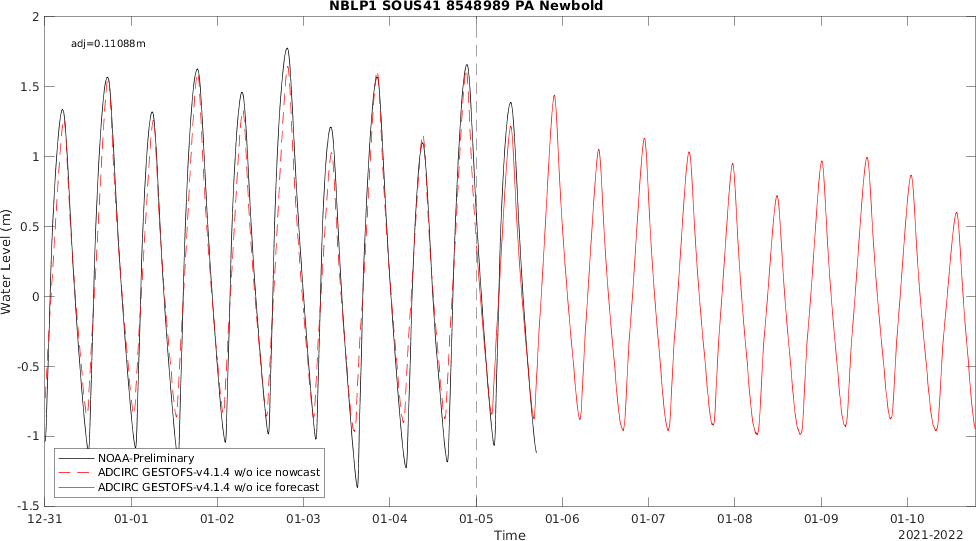 NBLP1 SOUS41 8548989 PA Newbold
adj=0.11088m
2
1.5
1
0.5
0
-0.5
-1
-1.5
Water Level (m)
NOAA-Preliminary
ADCIRC GESTOFS-v4.1.4 w/o ice nowcast
ADCIRC GESTOFS-v4.1.4 w/o ice forecast
12-31 01-01 01-02 01-03 01-04 01-05 01-06 01-07 01-08 01-09 01-10
Time
2021-2022